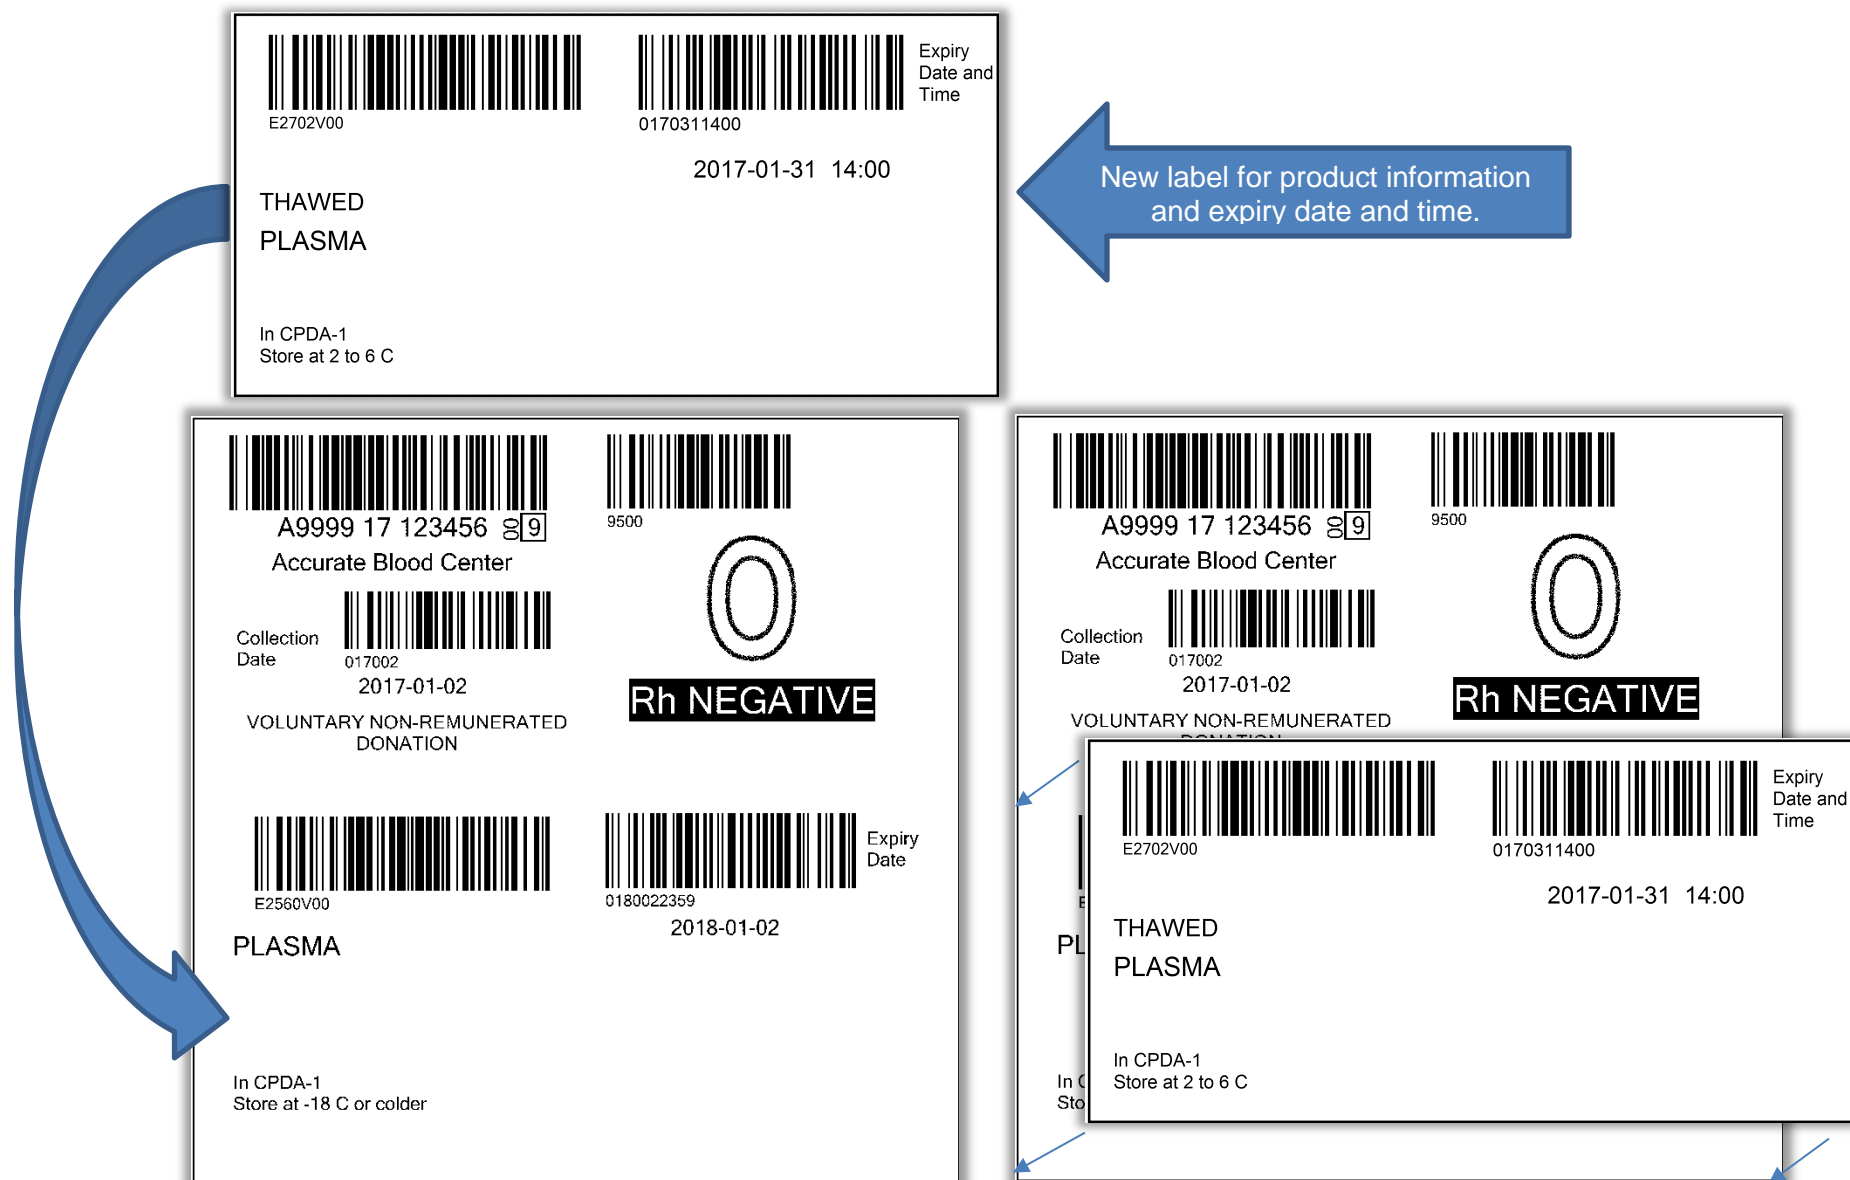 E2702V00
0170311400
Expiry
Date and
Time
2017-01-31 14:00
THAWED
PLASMA
In CPDA-1
Store at 2 to 6 C
New label for product information
and expiry date and time.
A9999 17 123456 00 9
Accurate Blood Center
Collection
Date
017002
2017-01-02
VOLUNTARY NON-REMUNERATED
DONATION
9500
O
Rh NEGATIVE
E2560V00
0180022359
Expiry
Date
2018-01-02
PLASMA
In CPDA-1
Store at -18 C or colder
A9999 17 123456 00 9
Accurate Blood Center
Collection
Date
017002
2017-01-02
VOLUNTARY NON-REMUNERATED
DONATION
9500
O
Rh NEGATIVE
E
PL
In C
Sto
E2702V00
0170311400
Expiry
Date and
Time
2017-01-31 14:00
THAWED
PLASMA
In CPDA-1
Store at 2 to 6 C